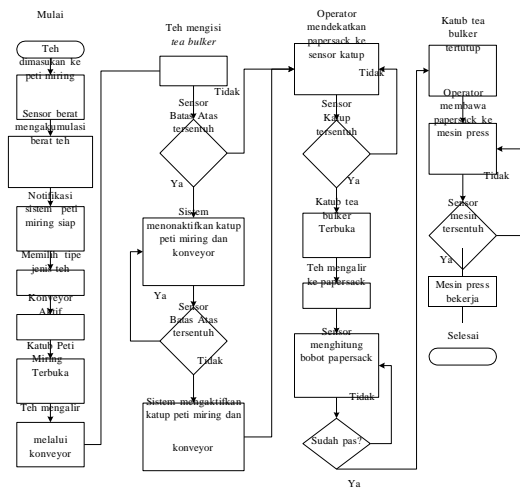 Mulai
Teh
dimasukan ke
peti miring
Sensor berat
mengakumulasi
berat teh
Notifikasi
sistem peti
miring siap
Memilih tipe
jenis teh
Konveyor
Aktif
Katub Peti
Miring
Terbuka
Teh mengalir
melalui
konveyor
Teh mengisi
tea bulker
Tidak
Sensor
Batas Atas
tersentuh
Ya
Sistem
menonaktifkan katup
peti miring dan
konveyor
Ya
Sensor
Batas Atas
tersentuh
Tidak
Sistem mengaktifkan
katup peti miring dan
konveyor
Operator
mendekatkan
papersack ke
sensor katup
Tidak
Sensor
Katup
tersentuh
Ya
Katub tea
bulker
Terbuka
Teh mengalir
ke papersack
Sensor
menghitung
bobot papersack
Tidak
Sudah pas?
Ya
Katub tea
bulker
tertutup
Operator
membawa
papersack ke
mesin press
Tidak
Sensor
mesin
tersentuh
Ya
Mesin press
bekerja
Selesai